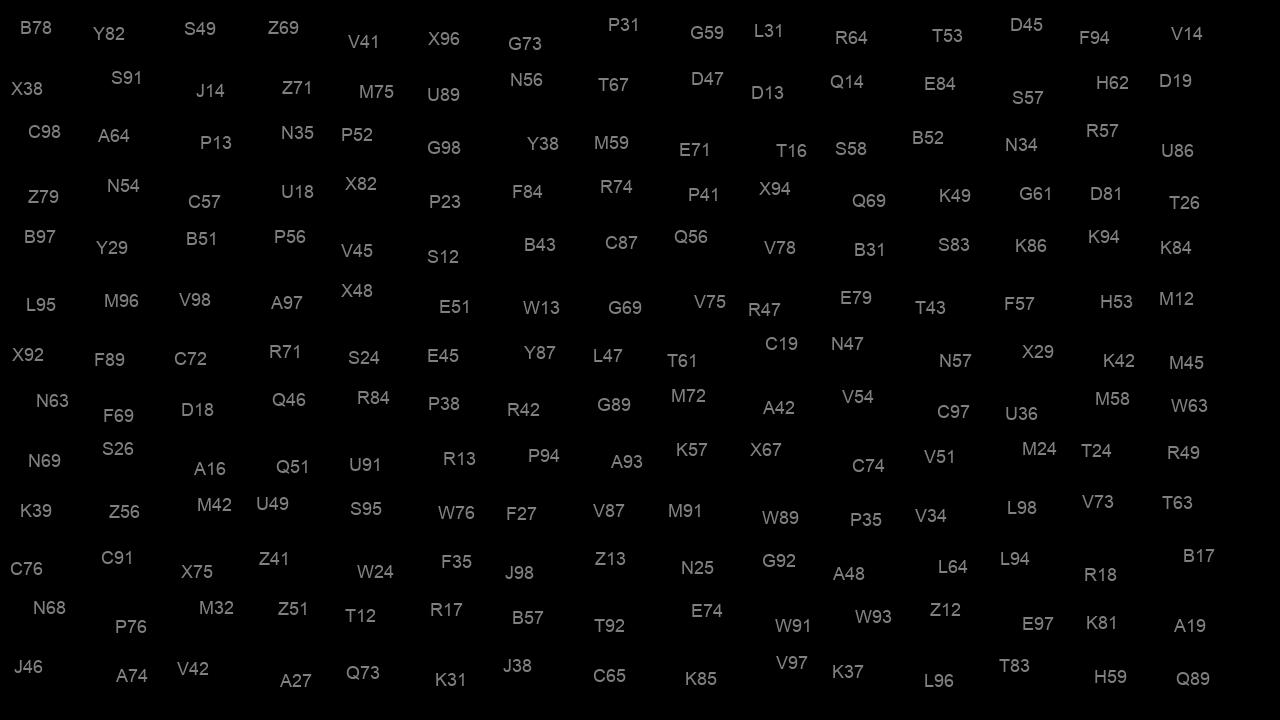 B78 Y82 S49 Z69 V41 X96 G73 P31 G59 L31 R64 T53 D45 F94 V14
X38 S91 J14 Z71 M75 U89 N56 T67 D47 D13 Q14 E84 S57 H62 D19
C98 A64 P13 N35 P52 G98 Y38 M59 E71 T16 S58 B52 N34 R57 U86
Z79 N54 C57 U18 X82 P23 F84 R74 P41 X94 Q69 K49 G61 D81 T26
B97 Y29 B51 P56 V45 S12 B43 C87 Q56 V78 B31 S83 K86 K94 K84
L95 M96 V98 A97 X48 E51 W13 G69 V75 R47 E79 T43 F57 H53 M12
X92 F89 C72 R71 S24 E45 Y87 L47 T61 C19 N47 N57 X29 K42 M45
N63 F69 D18 Q46 R84 P38 R42 G89 M72 A42 V54 C97 U36 M58 W63
N69 S26 A16 Q51 U91 R13 P94 A93 K57 X67 C74 V51 M24 T24 R49
K39 Z56 M42 U49 S95 W76 F27 V87 M91 W89 P35 V34 L98 V73 T63
C76 C91 X75 Z41 W24 F35 J98 Z13 N25 G92 A48 L64 L94 R18 B17
N68 P76 M32 Z51 T12 R17 B57 T92 E74 W91 W93 Z12 E97 K81 A19
J46 A74 V42 A27 Q73 K31 J38 C65 K85 V97 K37 L96 T83 H59 Q89